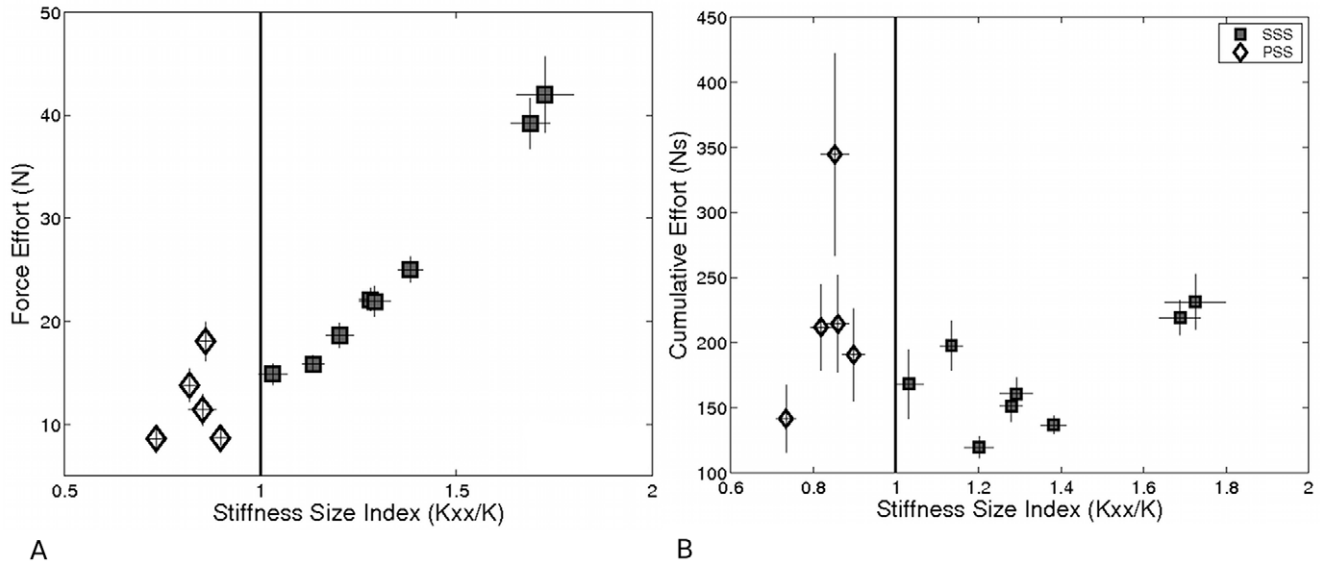 50
40
30
20
10
Force Effort (N)
0.5 1 1.5 2
Stiffness Size Index (Kxx/K)
A
450
400
350
300
250
200
150
100
Cumulative Effort (Ns)
SSS
PSS
0.6 0.8 1 1.2 1.4 1.6 1.8 2
Stiffness Size Index (Kxx/K)
B